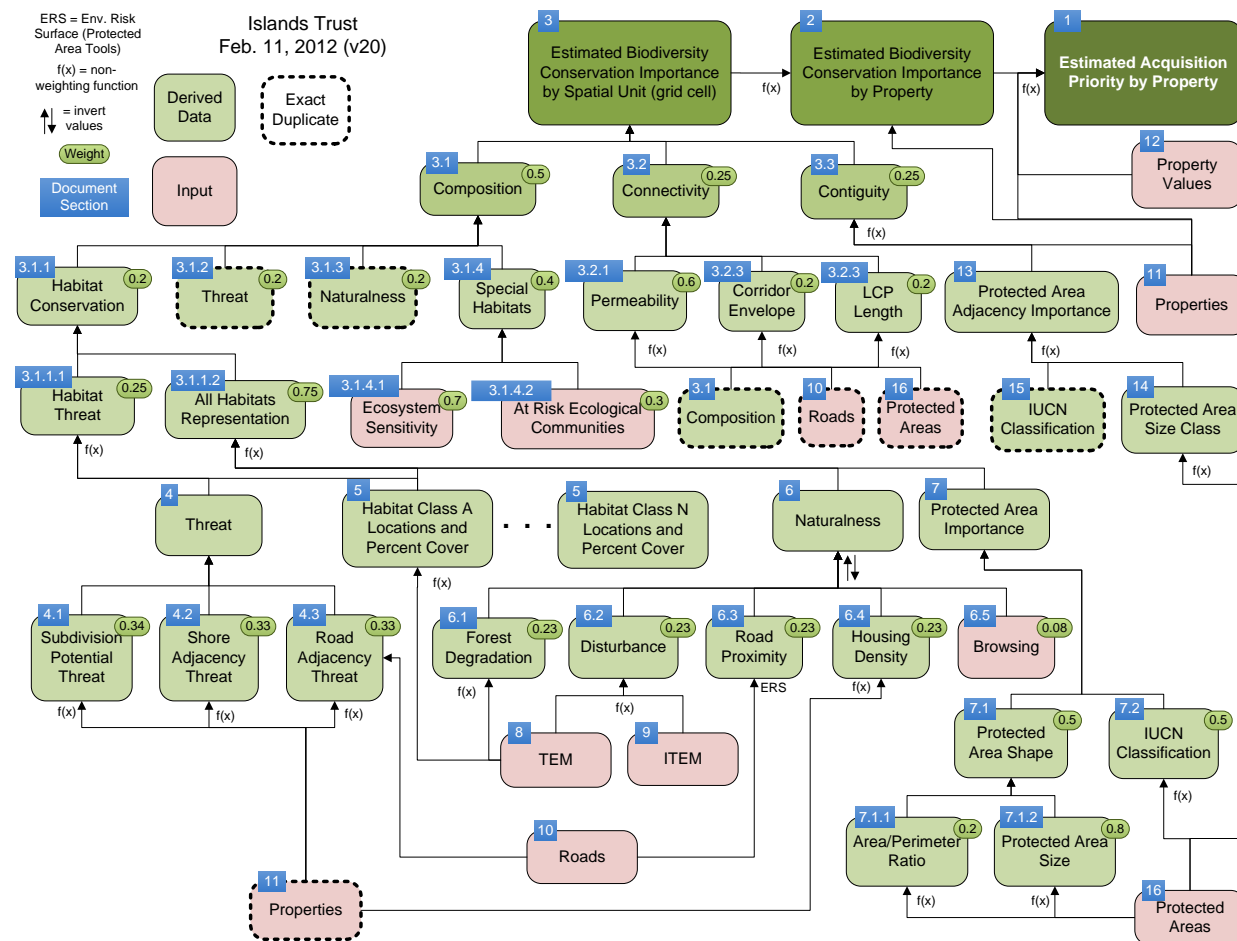 ERS = Env. Risk
Surface (Protected
Area Tools)
f(x) = non-
weighting function
= invert
values
Weight
Document
Section
Derived
Data
Input
Exact
Duplicate
Islands Trust
Feb. 11, 2012 (v20)
3
Estimated Biodiversity
Conservation Importance
by Spatial Unit (grid cell)
f(x)
2
Estimated Biodiversity
Conservation Importance
by Property
f(x)
1
Estimated Acquisition
Priority by Property
12
Property
Values
3.1
Composition
0.5
3.2
Connectivity
0.25
3.3
Contiguity
0.25
f(x)
3.1.1
Habitat
Conservation
0.2
3.1.2
Threat
0.2
3.1.3
Naturalness
0.2
3.1.4
Special
Habitats
0.4
3.2.1
Permeability
0.6
3.2.3
Corridor
Envelope
0.2
3.2.3
LCP
Length
0.2
13
Protected Area
Adjacency Importance
11
Properties
f(x)
f(x)
f(x)
f(x)
3.1.1.1
Habitat
Threat
0.25
3.1.1.2
All Habitats
Representation
0.75
3.1.4.1
Ecosystem
Sensitivity
0.7
3.1.4.2
At Risk Ecological
Communities
0.3
3.1
Composition
10
Roads
16
Protected
Areas
15
IUCN
Classification
14
Protected Area
Size Class
f(x)
f(x)
f(x)
4
Threat
5
Habitat Class A
Locations and
Percent Cover
. . .
5
Habitat Class N
Locations and
Percent Cover
6
Naturalness
7
Protected Area
Importance
f(x)
4.1
Subdivision
Potential
Threat
0.34
4.2
Shore
Adjacency
Threat
0.33
4.3
Road
Adjacency
Threat
0.33
6.1
Forest
Degradation
0.23
6.2
Disturbance
0.23
6.3
Road
Proximity
0.23
6.4
Housing
Density
0.23
6.5
Browsing
0.08
f(x)
f(x)
f(x)
f(x)
f(x)
ERS
f(x)
8
TEM
9
ITEM
7.1
Protected
Area Shape
0.5
7.2
IUCN
Classification
0.5
f(x)
7.1.1
Area/Perimeter
Ratio
0.2
7.1.2
Protected Area
Size
0.8
f(x)
f(x)
10
Roads
11
Properties
16
Protected
Areas